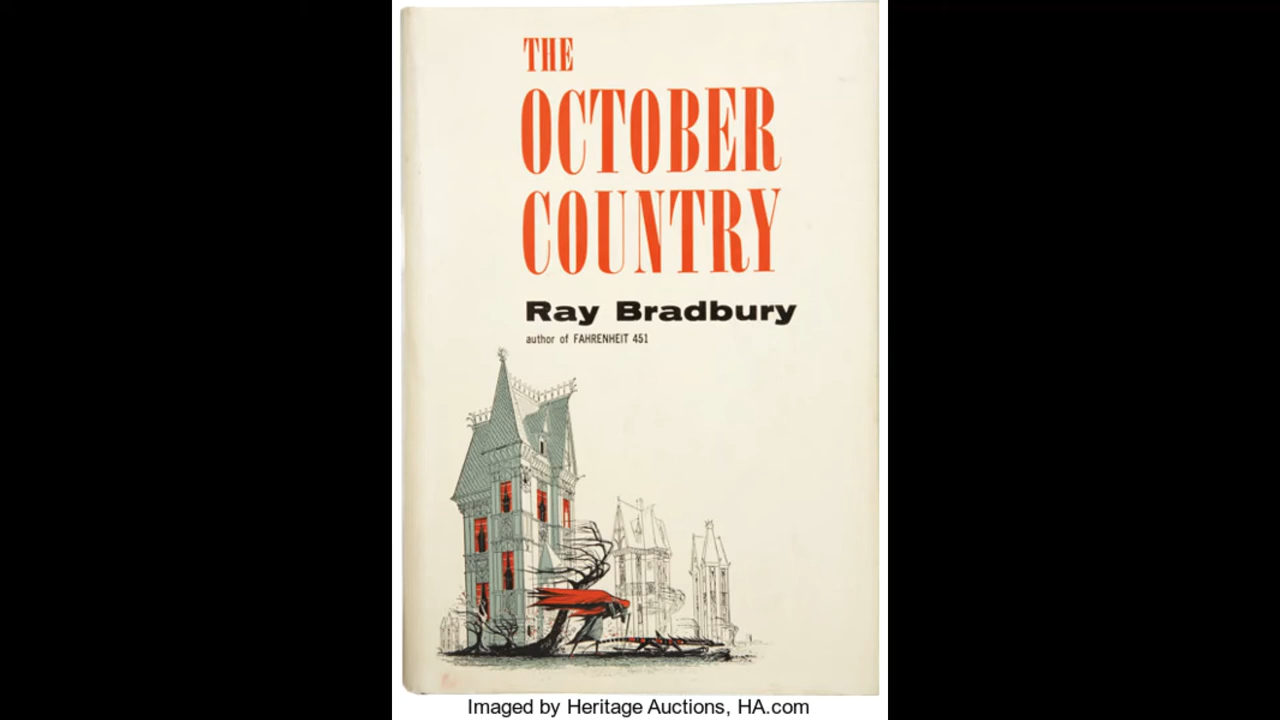 THE
OCTOBER
COUNTRY
Ray Bradbury
author of FAHRENHEIT 451
Imaged by Heritage Auctions, HA.com